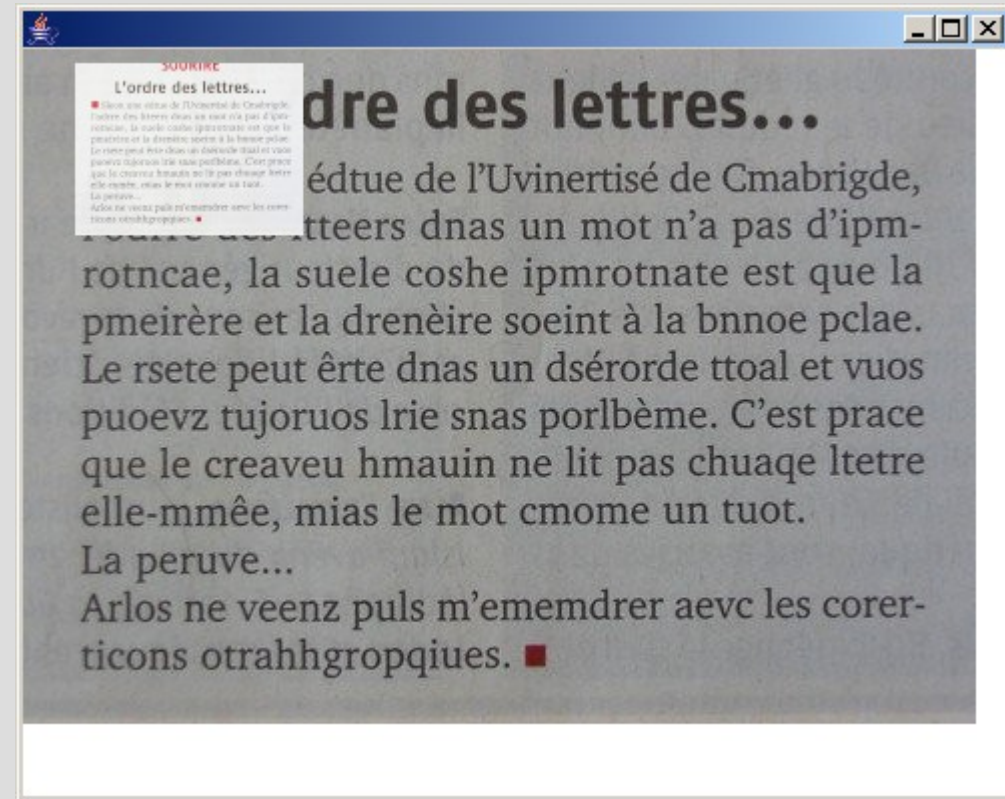 SOURIRE
L'ordre des lettres...
dre des lettres...
édtue de l'Uvinertisé de Cmabrigde,
ltteers dnas un mot n'a pas d'ipm-
rotncae, la suele coshe ipmrotnate est que la
pmeirère et la drenèire soeint à la bnnoe pclae.
Le rsete peut êrte dnas un dsérorde ttoal et vuos
puoevz tujoruos lrie snas porlbème. C'est prace
que le creaveu hmauin ne lit pas chuaqe ltetre
elle-mmêe, mias le mot cmome un tuot.
La peruve...
Arlos ne veenz puls m'ememdrer aevc les corer-
ticons otrahhgropqiues.